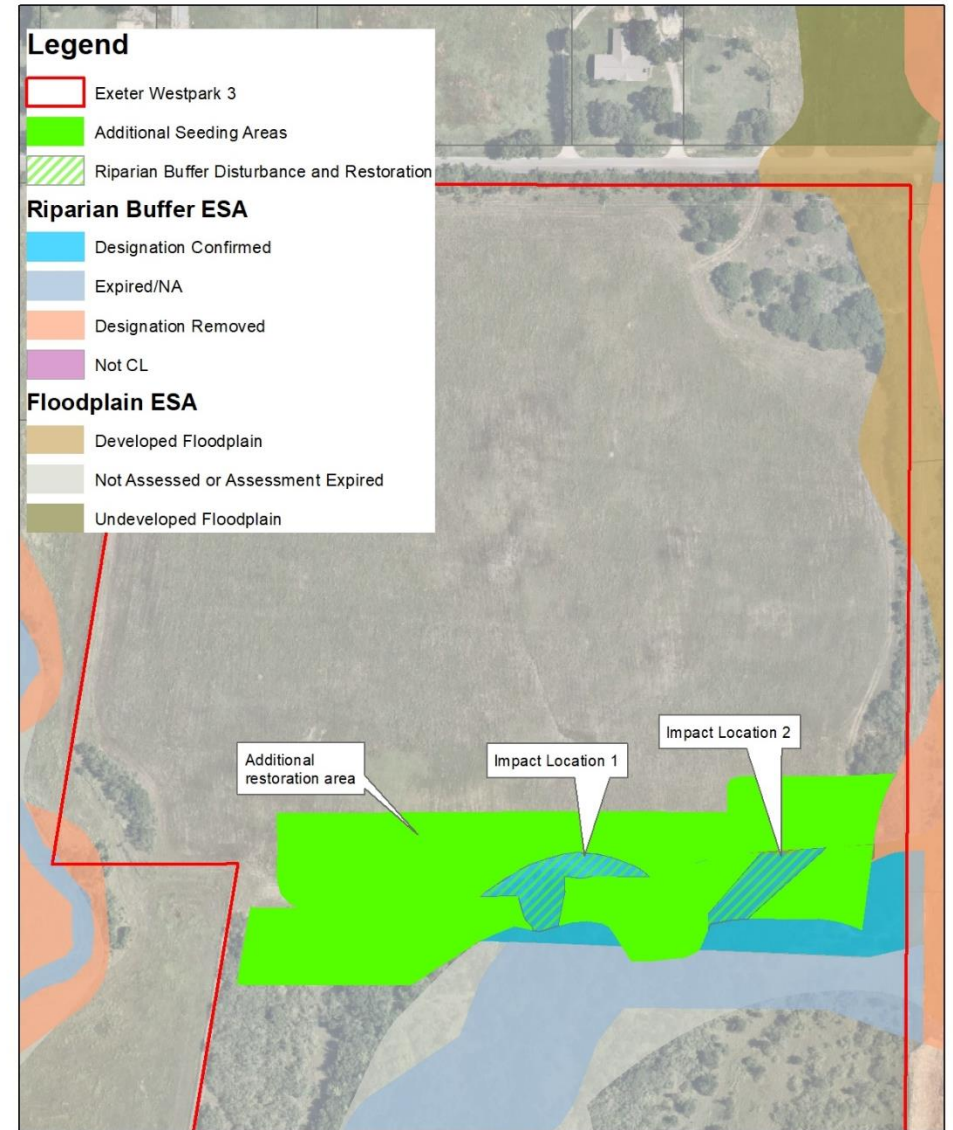 Legend
Exeter Westpark 3
Additional Seeding Areas
Riparian Buffer Disturbance and Restoration
Riparian Buffer ESA
Designation Confirmed
Expired/NA
Designation Removed
Not CL
Floodplain ESA
Developed Floodplain
Not Assessed or Assessment Expired
Undeveloped Floodplain
Additional
restoration area
Impact Location 1
Impact Location 2